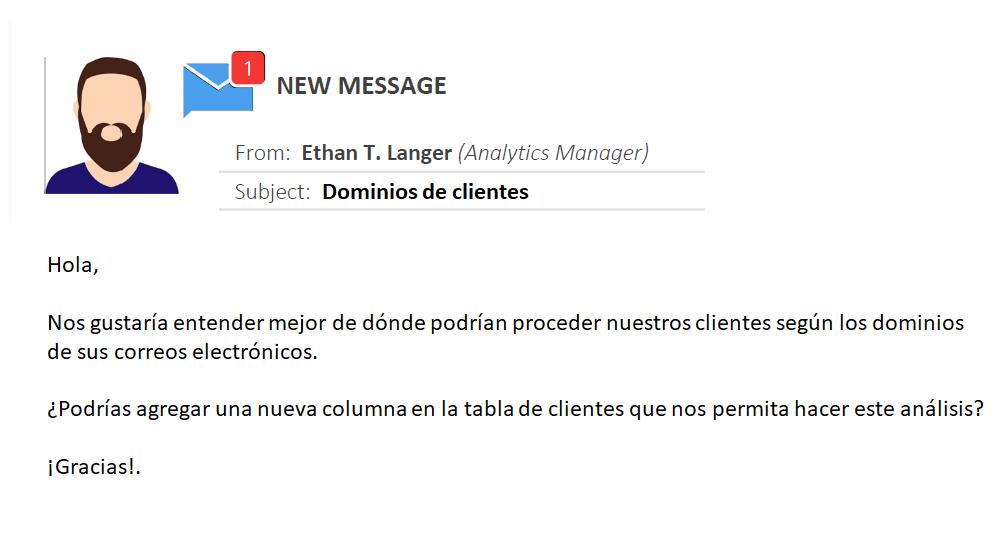 1
NEW MESSAGE
From: Ethan T. Langer (Analytics Manager)
Subject: Dominios de clientes
Hola,
Nos gustaría entender mejor de dónde podrían proceder nuestros clientes según los dominios
de sus correos electrónicos.
¿Podrías agregar una nueva columna en la tabla de clientes que nos permita hacer este análisis?
¡Gracias!.